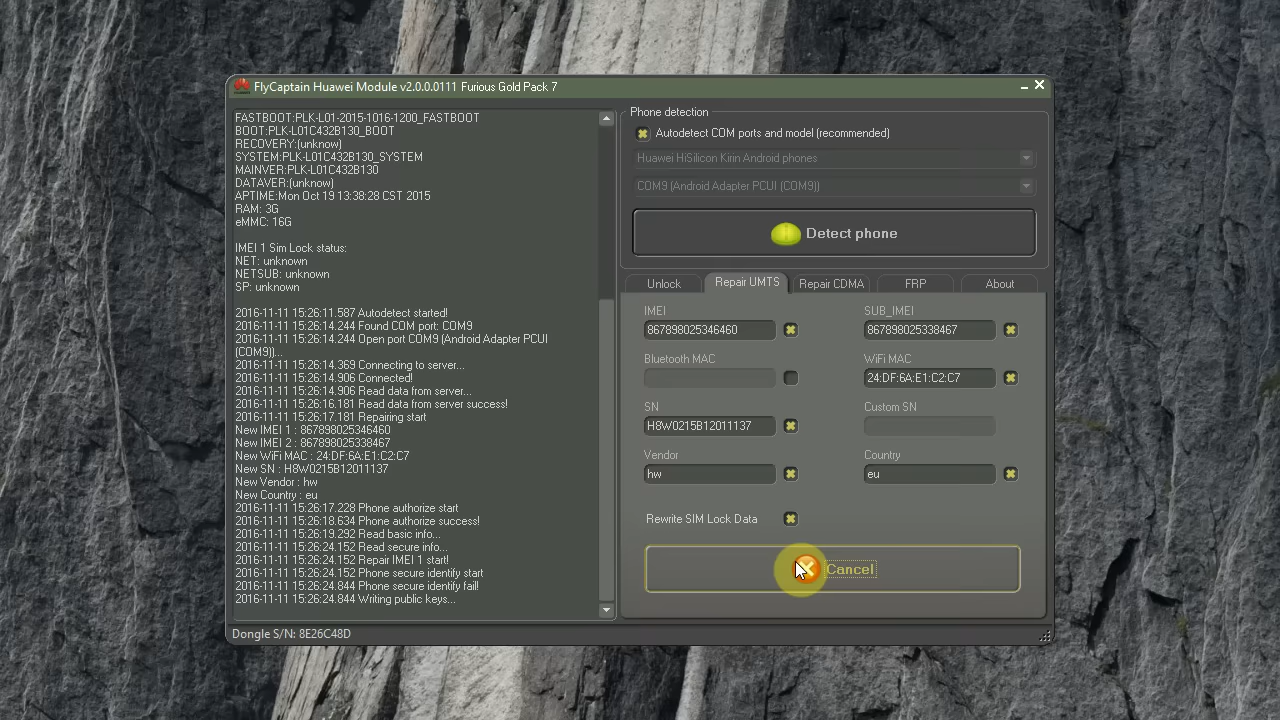 FlyCaptain Huawei Module v2.0.0.0111 Furious Gold Pack 7
FASTBOOT:PLK-L01-2015-1016-1200_FASTBOOT
BOOT:PLK-L01C432B130_BOOT
RECOVERY:(unknow)
SYSTEM:PLK-L01C432B130_SYSTEM
MAINVER:PLK-L01C432B130
DATAVER:(unknow)
APTIME:Mon Oct 19 13:38:28 CST 2015
RAM: 3G
eMMC: 16G
IMEI 1 Sim Lock status:
NET: unknown
NETSUB: unknown
SP: unknown
2016-11-11 15:26:11.587 Autodetect started!
2016-11-11 15:26:14.244 Found COM port: COM9
2016-11-11 15:26:14.244 Open port COM9 (Android Adapter PCUI
(COM9))...
2016-11-11 15:26:14.369 Connecting to server...
2016-11-11 15:26:14.906 Connected!
2016-11-11 15:26:14.906 Read data from server...
2016-11-11 15:26:16.181 Read data from server success!
2016-11-11 15:26:17.181 Repairing start
New IMEI 1 : 867898025346460
New IMEI 2 : 867898025338467
New WiFi MAC : 24:DF:6A:E1:C2:C7
New SN : H8W0215B12011137
New Vendor : hw
New Country : eu
2016-11-11 15:26:17.228 Phone authorize start
2016-11-11 15:26:18.634 Phone authorize success!
2016-11-11 15:26:19.292 Read basic info...
2016-11-11 15:26:24.152 Read secure info...
2016-11-11 15:26:24.152 Repair IMEI 1 start!
2016-11-11 15:26:24.152 Phone secure identify start
2016-11-11 15:26:24.844 Phone secure identify fail!
2016-11-11 15:26:24.844 Writing public keys...
Phone detection
Autodetect COM ports and model (recommended)
Huawei HiSilicon Kirin Android phones
COM9 (Android Adapter PCUI (COM9))
Detect phone
Unlock Repair UMTS Repair CDMA FRP About
IMEI SUB_IMEI
867898025346460 867898025338467
Bluetooth MAC WiFi MAC
24:DF:6A:E1:C2:C7
SN Custom SN
H8W0215B12011137
Vendor Country
hw eu
Rewrite SIM Lock Data
Cancel
Dongle S/N: 8E26C48D